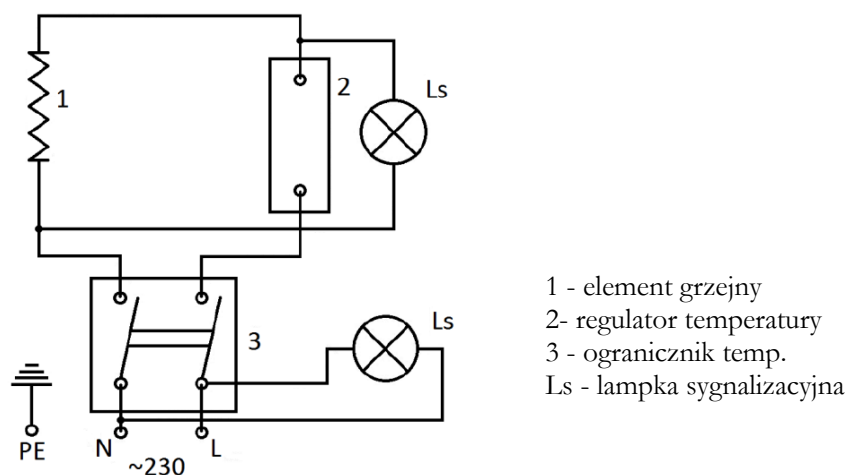 1
2
Ls
3
Ls
PE
N
L
~230
1 - element grzejny
2- regulator temperatury
3 - ogranicznik temp.
Ls - lampka sygnalizacyjna